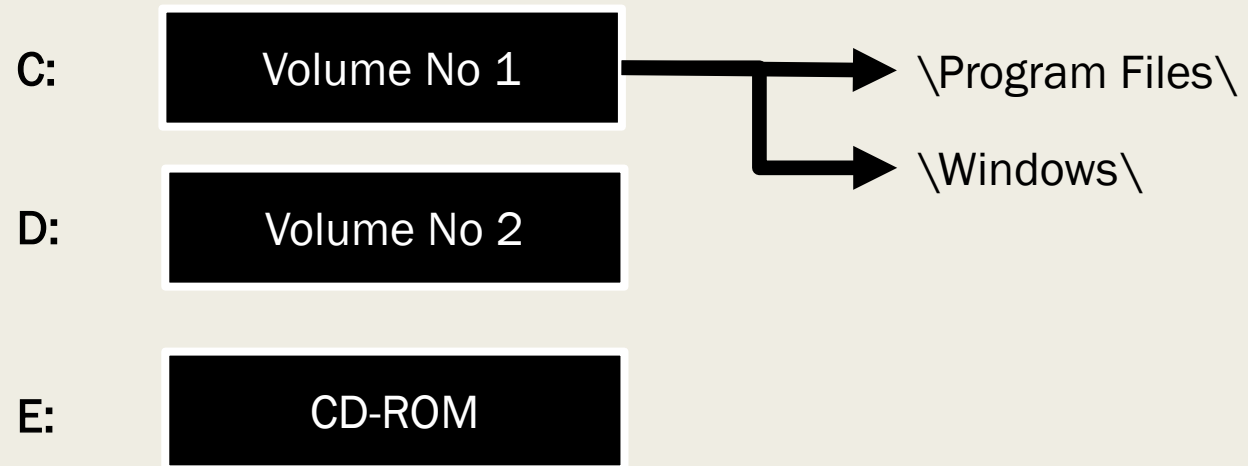 C: Volume No 1 \Program Files\
\Windows\
D: Volume No 2
E: CD-ROM